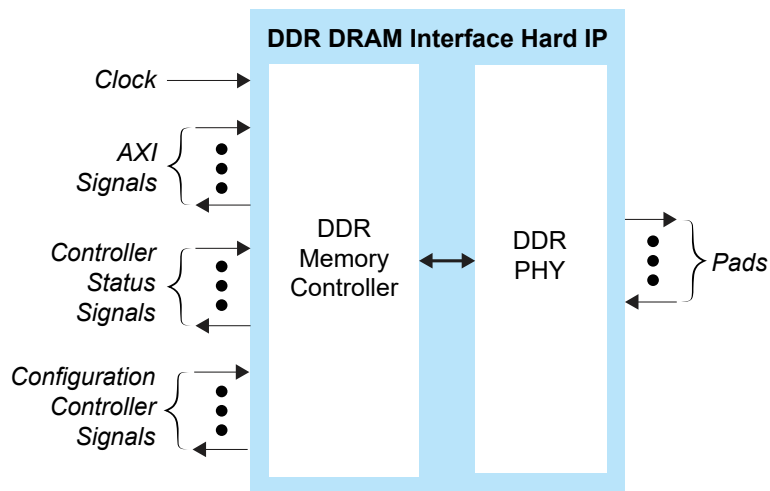 DDR DRAM Interface Hard IP
Clock
AXI
Signals
Controller
Status
Signals
Configuration
Controller
Signals
DDR
Memory
Controller
DDR
PHY
Pads